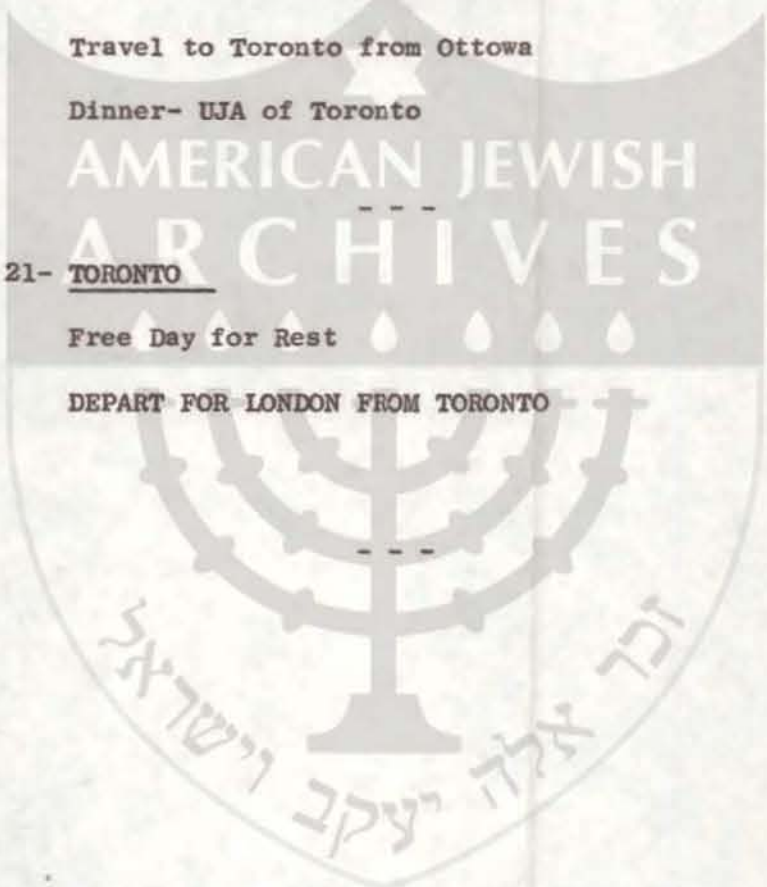 Travel to Toronto from Ottowa
Dinner- UJA of Toronto
AMERICAN JEWISH
- - -
ARCHIVES
21- TORONTO
Free Day for Rest
DEPART FOR LONDON FROM TORONTO
- - -
זכר אלה יעקב וישראל